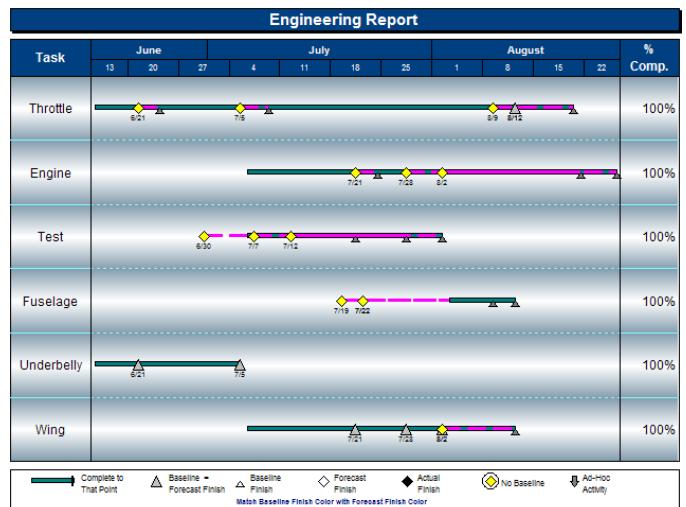 Engineering Report
Task June July August %
13 20 27 4 11 18 25 1 8 15 22 Comp.
Throttle 100%
6/21 7/5 8/9 8/12
Engine 100%
7/21 7/28 8/2
Test 100%
6/30 7/7 7/12
Fuselage 100%
7/19 7/22
Underbelly 100%
6/21 7/5
Wing 100%
7/21 7/28 8/2
Complete to Baseline = Baseline Forecast Actual No Baseline Ad-Hoc
That Point Forecast Finish Finish Finish Finish Activity
Match Baseline Finish Color with Forecast Finish Color